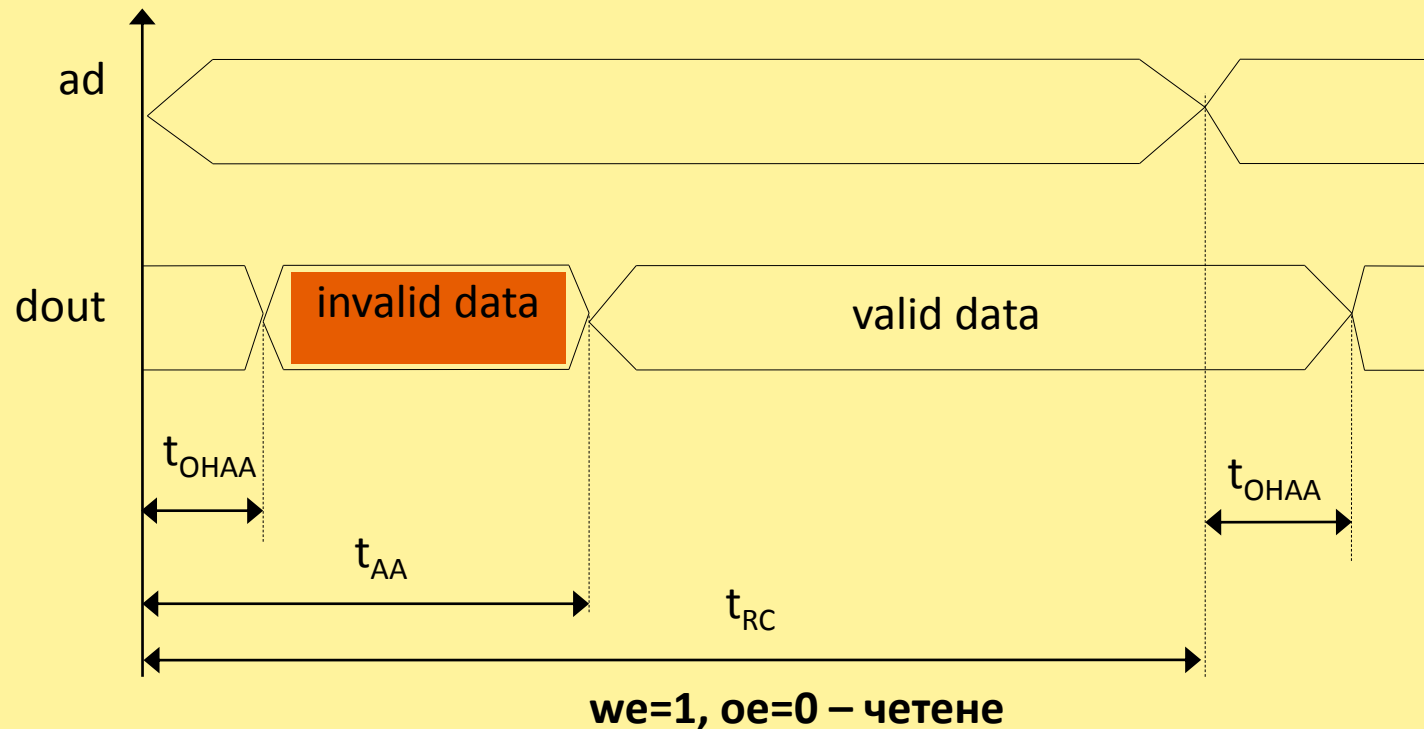 ad
dout
invalid data
valid data
tOHAA
tOHAA
tAA
tRC
we=1, oe=0 – четене